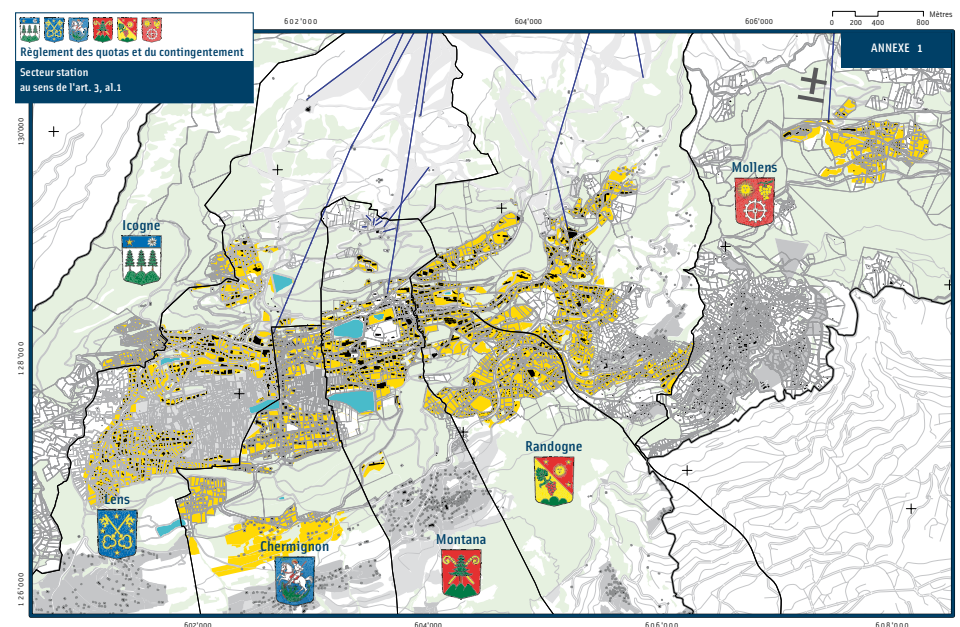 602'000
604'000
606'000
Mètres
0 200 400 800
Règlement des quotas et du contingentement
Secteur station
au sens de l'art. 3, al.1
ANNEXE 1
130'000
128'000
126'000
Mollens
Icogne
Randogne
Lens
Chermignon
Montana
602'000
604'000
606'000
608'000